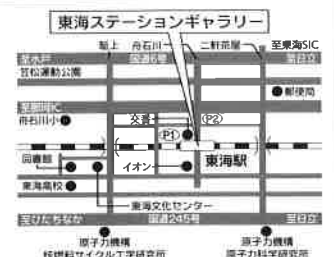 東海ステーションギャラリー
堀上 舟石川 二軒茶屋 至東海SIC
至水戸 国道6号 至日立
笠松運動公園
郵便局
至那珂IC
舟石川小 交番 P2
P1
図書館 イオン 東海駅
東海高校
東海文化センター
至ひたちなか 国道245号 至日立
原子力機構 原子力機構
核燃料サイクル工学研究所 原子力科学研究所